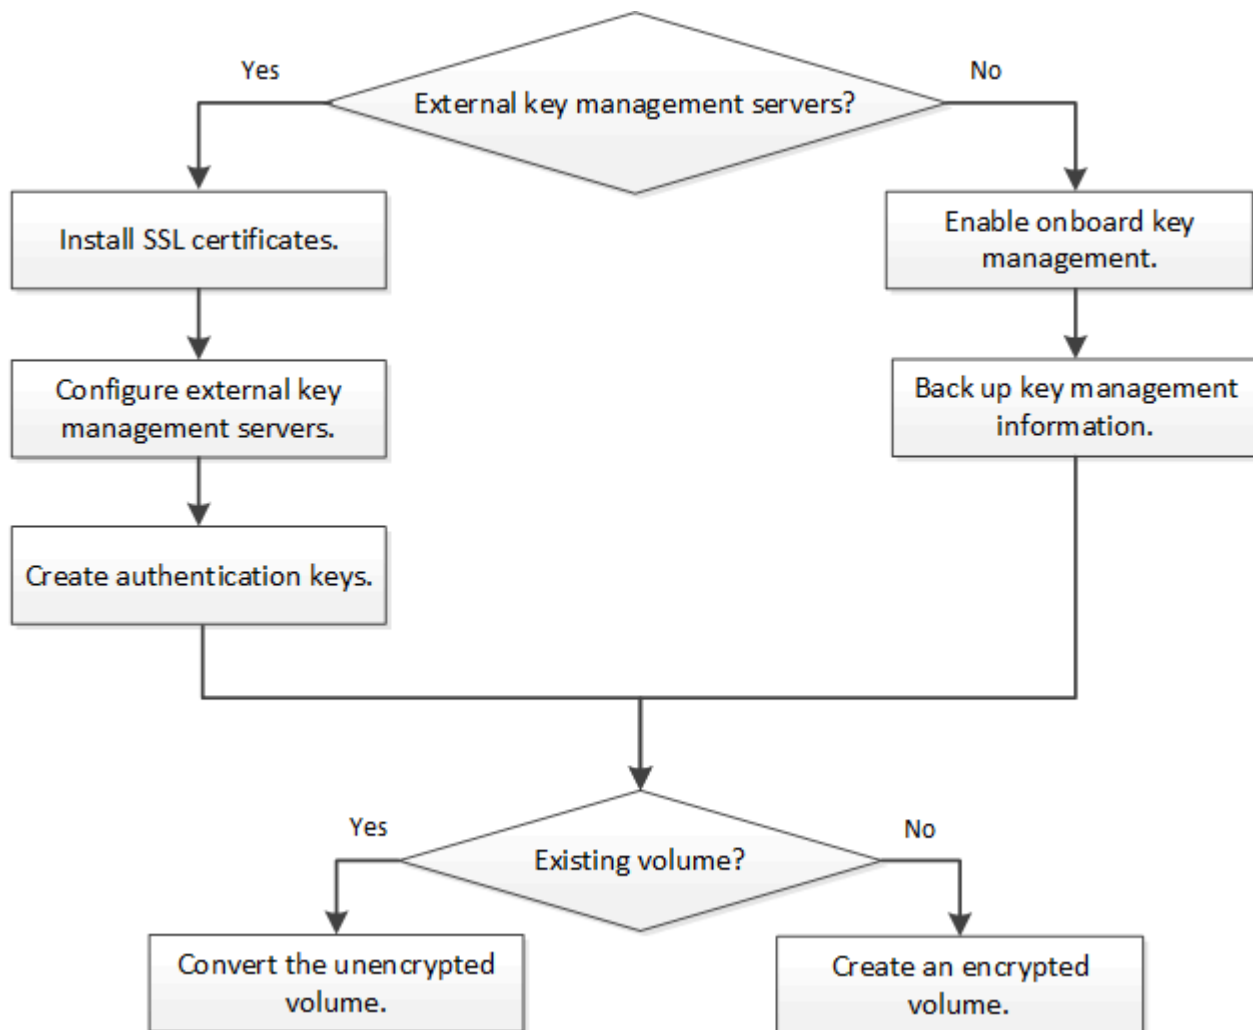 Yes
No
External key management servers?
Install SSL certificates.
Enable onboard key
management.
Configure external key
management servers.
Back up key management
information.
Create authentication keys.
Yes
No
Existing volume?
Convert the unencrypted
volume.
Create an encrypted
volume.